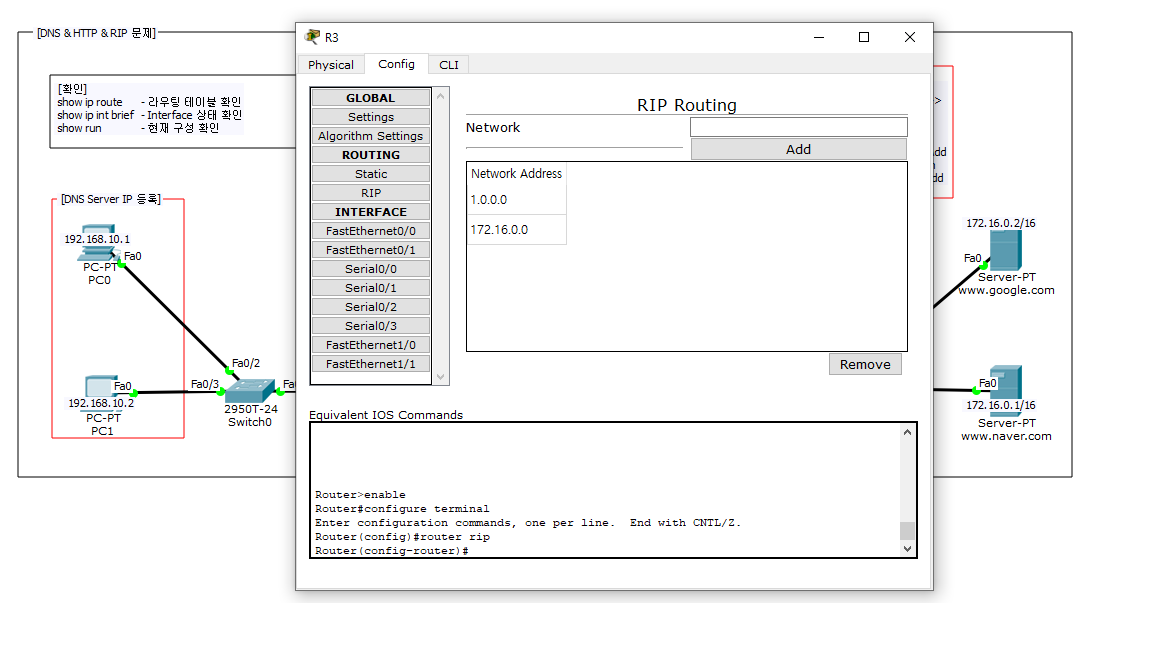 [DNS & HTTP & RIP 문제]
[확인]
show ip route - 라우팅 테이블 확인
show ip int brief - Interface 상태 확인
show run - 현재 구성 확인
[DNS Server IP 등록]
192.168.10.1
Fa0
PC-PT
PC0
Fa0/2
Fa0
Fa0/3
Fa
192.168.10.2
PC-PT
PC1
2950T-24
Switch0
R3
Physical
Config
CLI
GLOBAL
Settings
Algorithm Settings
ROUTING
Static
RIP
INTERFACE
FastEthernet0/0
FastEthernet0/1
Serial0/0
Serial0/1
Serial0/2
Serial0/3
FastEthernet1/0
FastEthernet1/1
RIP Routing
Network
Add
Network Address
1.0.0.0
172.16.0.0
Remove
Equivalent IOS Commands
Router>enable
Router#configure terminal
Enter configuration commands, one per line. End with CNTL/Z.
Router(config)#router rip
Router(config-router)#
>
dd
dd
172.16.0.2/16
Fa0
Server-PT
www.google.com
Fa0
172.16.0.1/16
Server-PT
www.naver.com